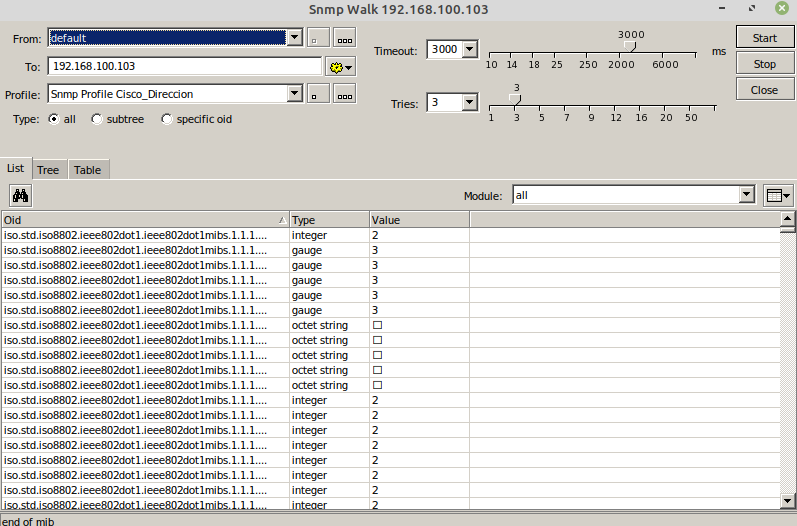 Snmp Walk 192.168.100.103
From: default
To: 192.168.100.103
Profile: Snmp Profile Cisco_Direccion
Type: all subtree specific oid
Timeout: 3000 ms
3000
10 14 18 25 250 2000 6000
Tries: 3
3
1 3 5 7 9 12 16 20 50
Start
Stop
Close
List Tree Table
Module: all
Oid Type Value
iso.std.iso8802.ieee802dot1.ieee802dot1mibs.1.1.1.... integer 2
iso.std.iso8802.ieee802dot1.ieee802dot1mibs.1.1.1.... gauge 3
iso.std.iso8802.ieee802dot1.ieee802dot1mibs.1.1.1.... gauge 3
iso.std.iso8802.ieee802dot1.ieee802dot1mibs.1.1.1.... gauge 3
iso.std.iso8802.ieee802dot1.ieee802dot1mibs.1.1.1.... gauge 3
iso.std.iso8802.ieee802dot1.ieee802dot1mibs.1.1.1.... gauge 3
iso.std.iso8802.ieee802dot1.ieee802dot1mibs.1.1.1.... octet string □
iso.std.iso8802.ieee802dot1.ieee802dot1mibs.1.1.1.... octet string □
iso.std.iso8802.ieee802dot1.ieee802dot1mibs.1.1.1.... octet string □
iso.std.iso8802.ieee802dot1.ieee802dot1mibs.1.1.1.... octet string □
iso.std.iso8802.ieee802dot1.ieee802dot1mibs.1.1.1.... octet string □
iso.std.iso8802.ieee802dot1.ieee802dot1mibs.1.1.1.... integer 2
iso.std.iso8802.ieee802dot1.ieee802dot1mibs.1.1.1.... integer 2
iso.std.iso8802.ieee802dot1.ieee802dot1mibs.1.1.1.... integer 2
iso.std.iso8802.ieee802dot1.ieee802dot1mibs.1.1.1.... integer 2
iso.std.iso8802.ieee802dot1.ieee802dot1mibs.1.1.1.... integer 2
iso.std.iso8802.ieee802dot1.ieee802dot1mibs.1.1.1.... integer 2
iso.std.iso8802.ieee802dot1.ieee802dot1mibs.1.1.1.... integer 2
iso.std.iso8802.ieee802dot1.ieee802dot1mibs.1.1.1.... integer 2
end of mib